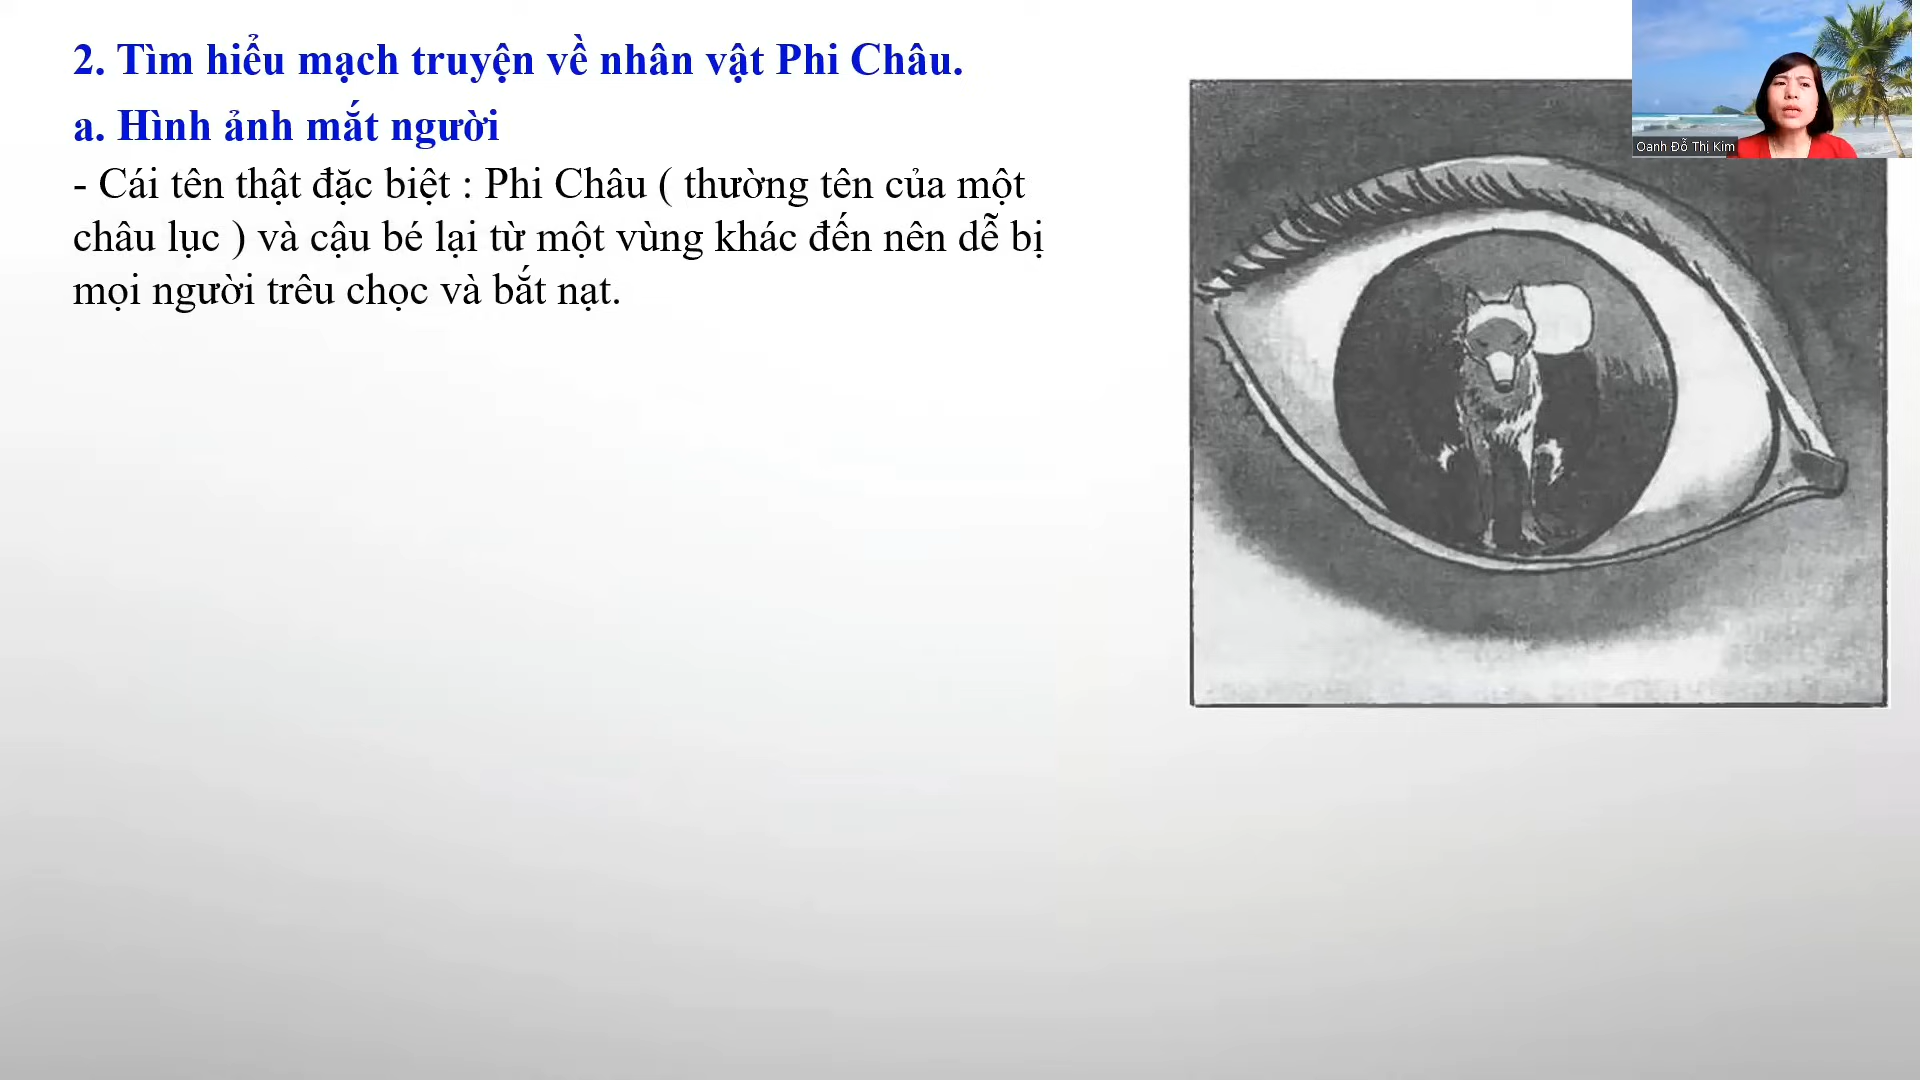 2. Tìm hiểu mạch truyện về nhân vật Phi Châu.
a. Hình ảnh mắt người
- Cái tên thật đặc biệt : Phi Châu ( thường tên của một
châu lục ) và cậu bé lại từ một vùng khác đến nên dễ bị
mọi người trêu chọc và bắt nạt.
Oanh Đỗ Thị Kim